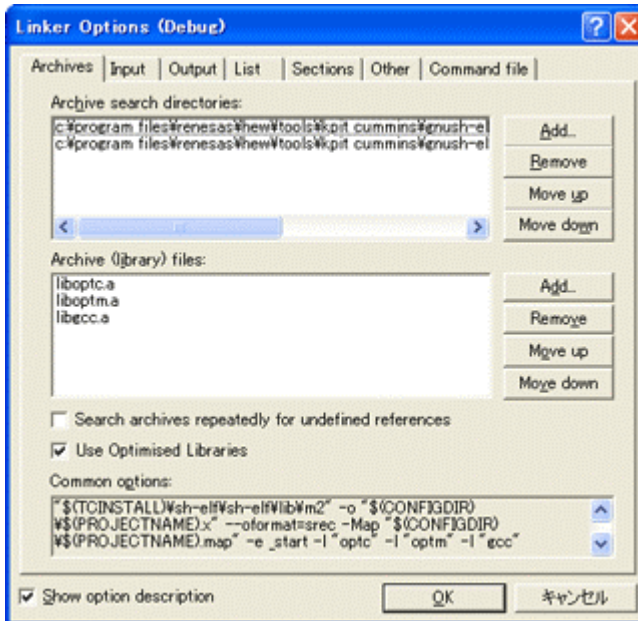 Linker Options (Debug)
Archives Input Output List Sections Other Command file
Archive search directories:
c:¥program files¥renesas¥hew¥tools¥kpit cummins¥gnush-el
c:¥program files¥renesas¥hew¥tools¥kpit cummins¥gnush-el
Add...
Remove
Move up
Move down
Archive (library) files:
liboptc.a
liboptm.a
libgcc.a
Add...
Remove
Move up
Move down
Search archives repeatedly for undefined references
Use Optimised Libraries
Common options:
"$(TCINSTALL)¥sh-elf¥sh-elf¥lib¥m2" -o "$(CONFIGDIR)
¥$(PROJECTNAME).x" --oformat=srec -Map "$(CONFIGDIR)
¥$(PROJECTNAME).map" -e _start -l "optc" -l "optm" -l "gcc"
Show option description
OK
キャンセル